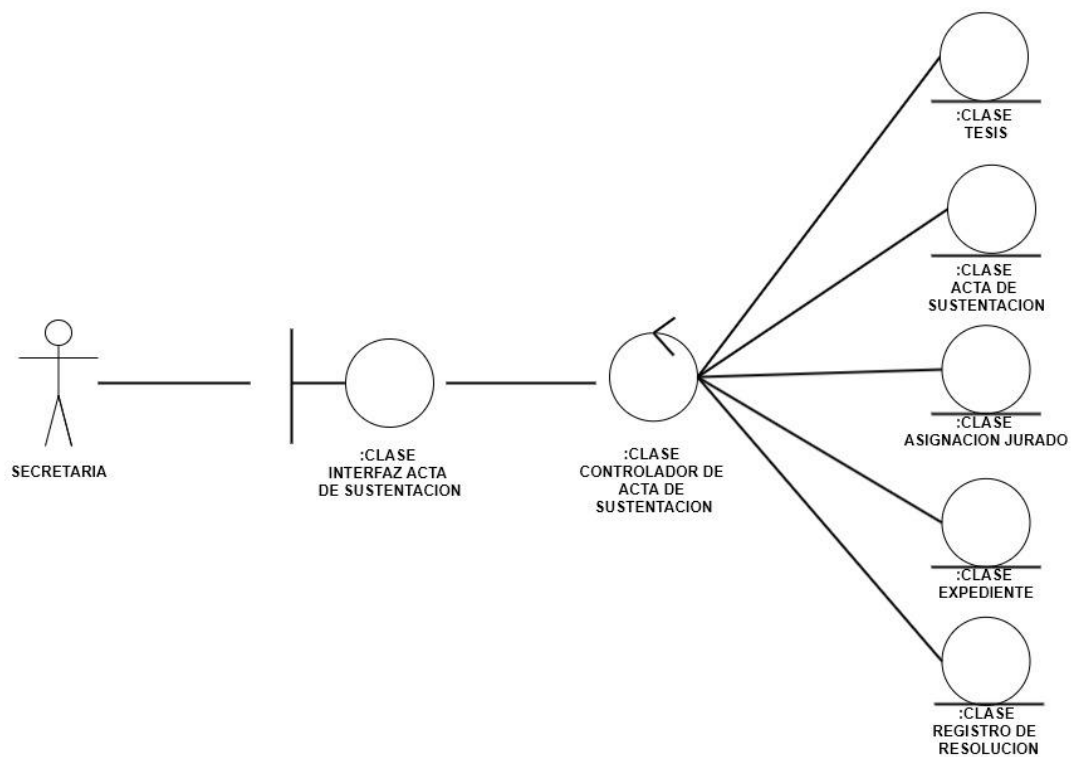 :CLASE
TESIS
:CLASE
ACTA DE
SUSTENTACION
:CLASE
ASIGNACION JURADO
SECRETARIA
:CLASE
INTERFAZ ACTA
DE SUSTENTACION
:CLASE
CONTROLADOR DE
ACTA DE
SUSTENTACION
:CLASE
EXPEDIENTE
:CLASE
REGISTRO DE
RESOLUCION